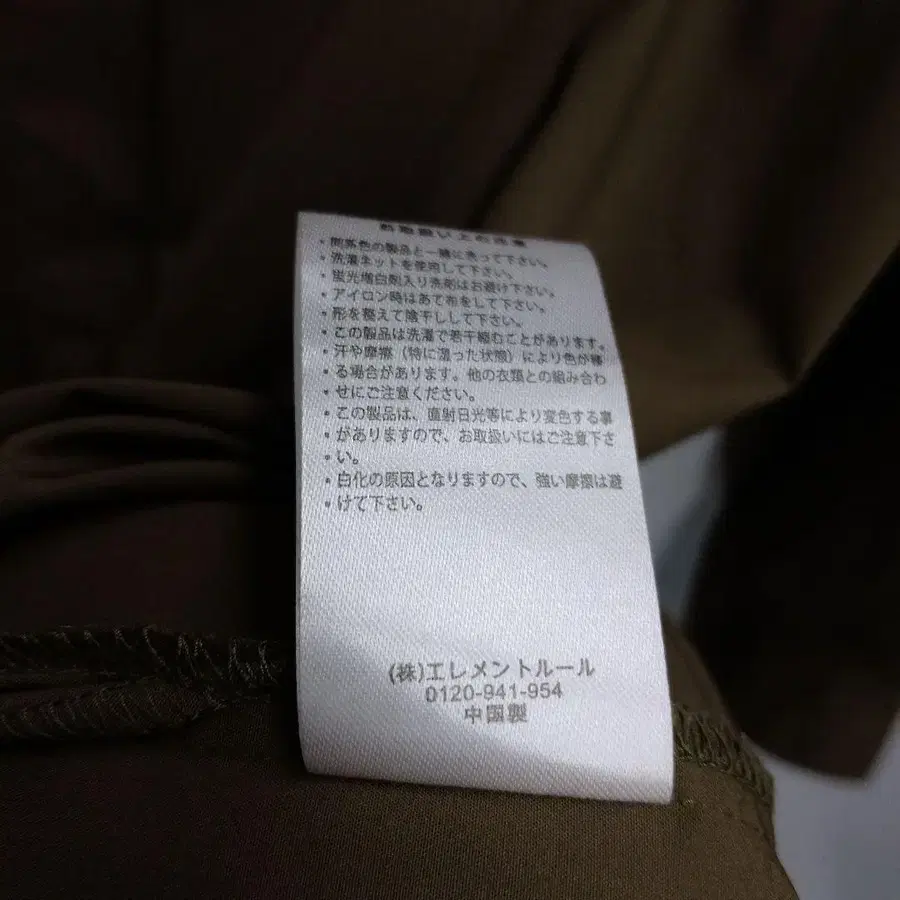 お取扱い上の注意
・同系色の製品と一緒に洗って下さい。
・洗濯ネットを使用して下さい。
・蛍光増白剤入り洗剤はお避け下さい。
・アイロン時はあて布をして下さい。
・形を整えて陰干しして下さい。
・この製品は洗濯で若干縮むことがあります。
・汗や摩擦（特に湿った状態）により色が移
・る場合があります。他の衣類との組み合わ
・せにご注意ください。
・この製品は、直射日光等により変色する事
・がありますので、お取扱いにはご注意下さ
・い。
・白化の原因となりますので、強い摩擦は避
・けて下さい。
(株)エレメントルール
0120-941-954
中国製